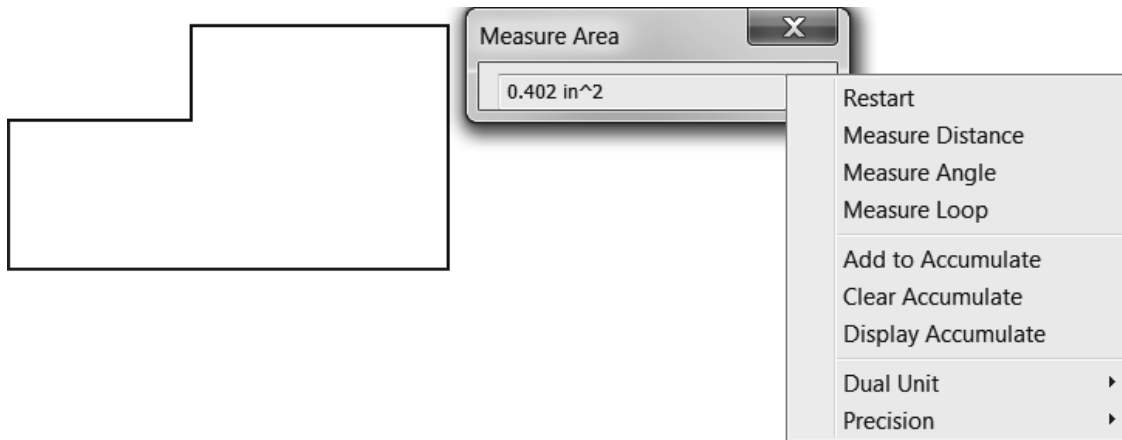 Measure Area
X
0.402 in^2
Restart
Measure Distance
Measure Angle
Measure Loop
Add to Accumulate
Clear Accumulate
Display Accumulate
Dual Unit
Precision